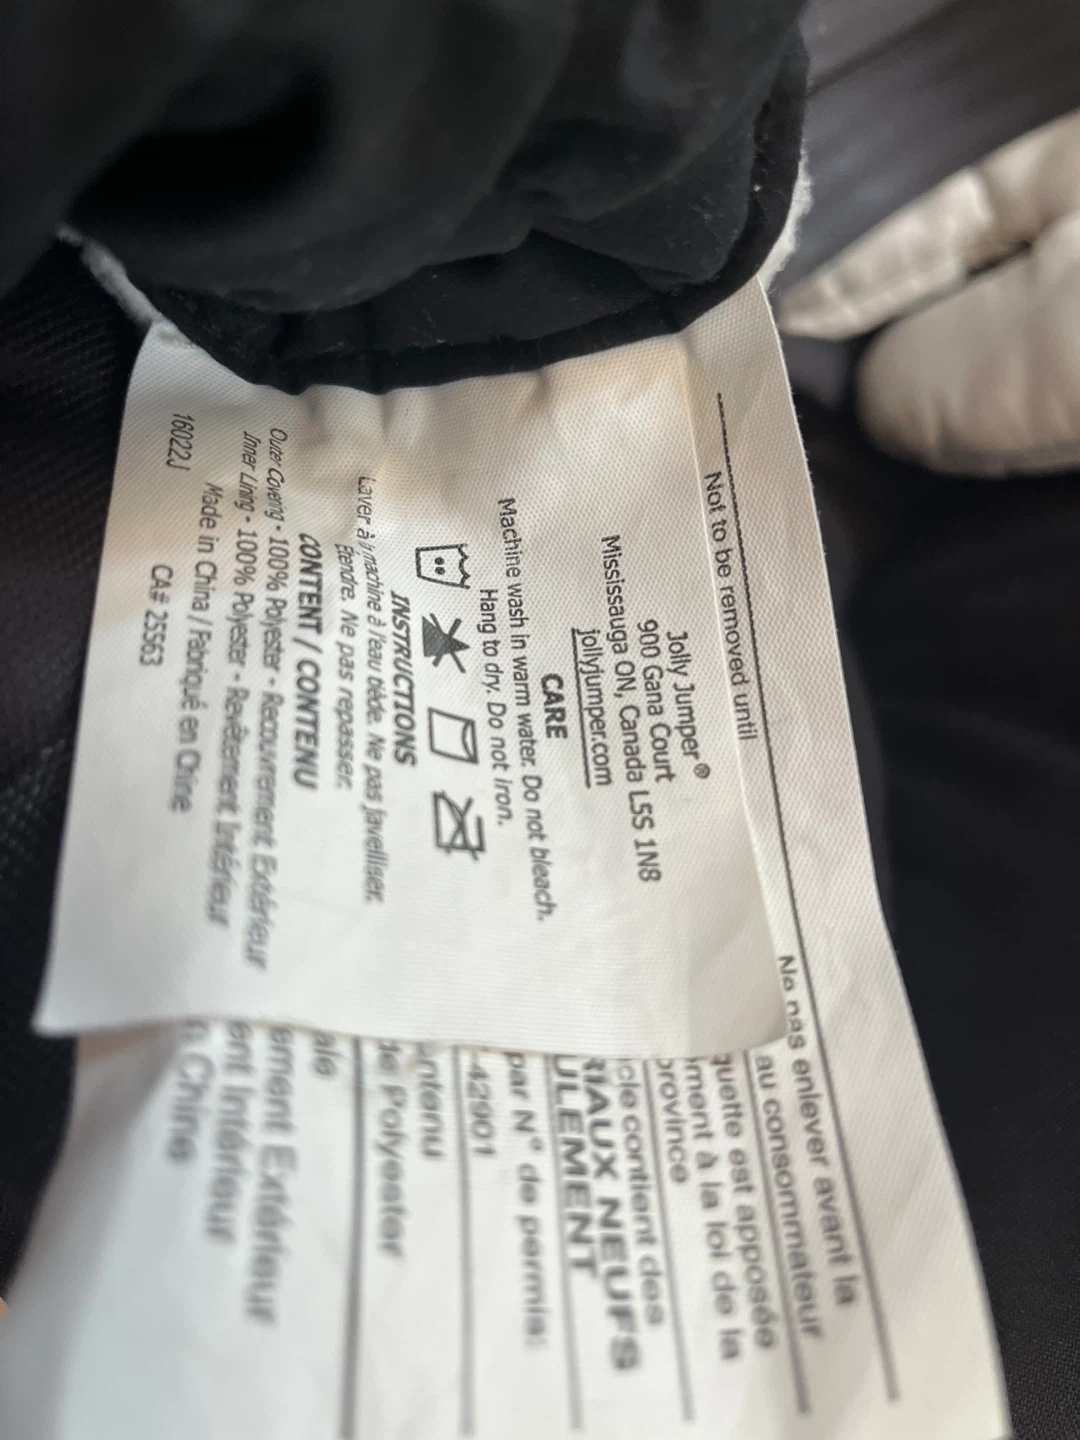 Not to be removed until
Jolly Jumper®
900 Gana Court
Mississauga ON, Canada L5S 1N8
jollyjumper.com
CARE
Machine wash in warm water. Do not bleach.
Hang to dry. Do not Iron.
INSTRUCTIONS
Laver à machine à l'eau tiède. Ne pas javelliser.
Étendre. Ne pas repasser.
CONTENT / CONTENU
Outer Covering - 100% Polyester - Recouvrement Extérieur
Inner Lining - 100% Polyester - Revêtement Intérieur
Made in China / Fabriqué en Chine
16022J CA# 25563
Ne pas enlever avant la
au consommateur
quette est apposée
ment à la loi de la
province
icle contient des
RIAUX NEUFS
ULEMENT
par N° de permis:
-42901
ntenu
de Polyester
ale
ement Extérieur
ent Intérieur
n Chine